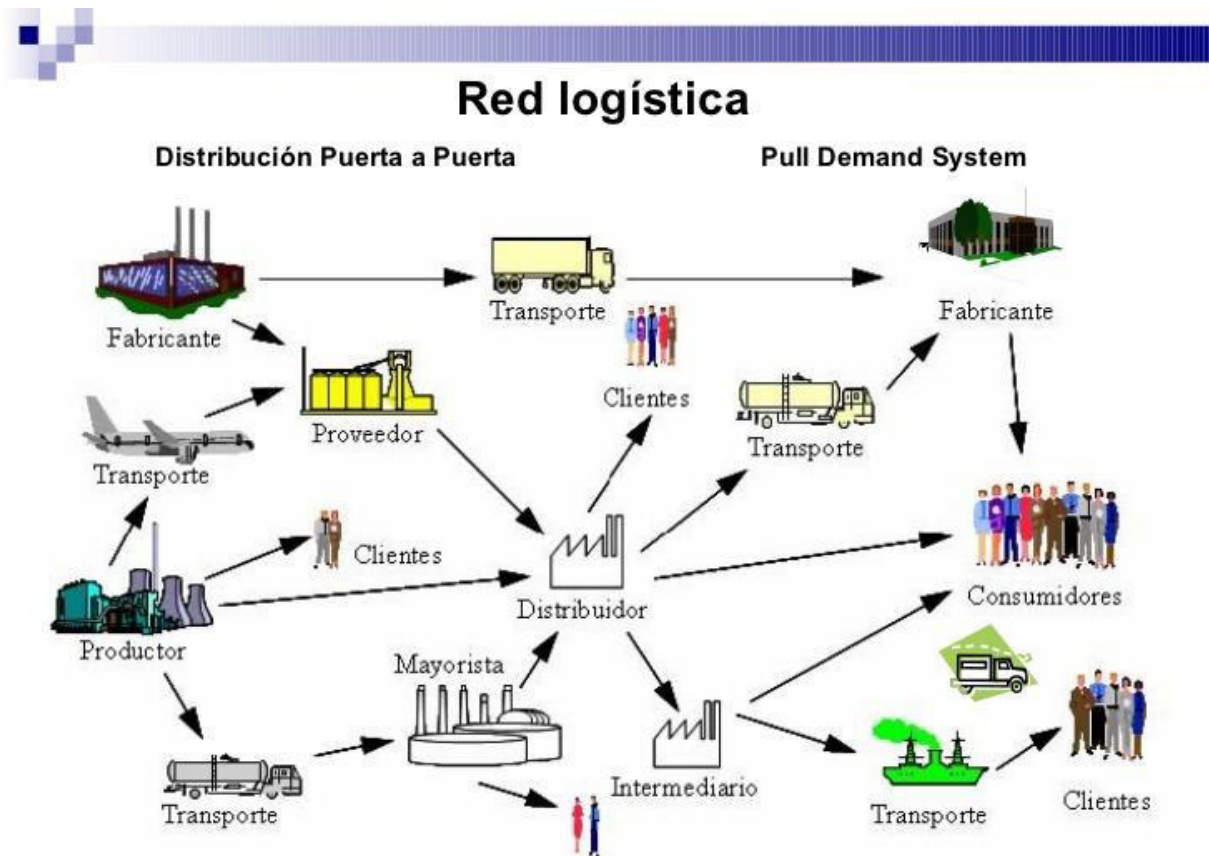 Red logística
Distribución Puerta a Puerta
Pull Demand System
Fabricante
Transporte
Fabricante
Clientes
Proveedor
Transporte
Transporte
Clientes
Distribuidor
Consumidores
Productor
Mayorista
Intermediario
Transporte
Transporte
Clientes